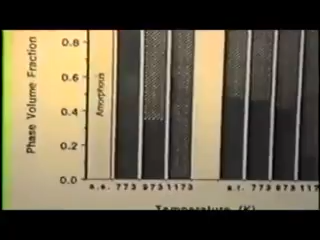 Phase Volume Fraction
0.8
0.6
0.4
0.2
0.0
Amorphous
a.e. 773 973 1173 a.r. 773 973 117
Temperature (K)